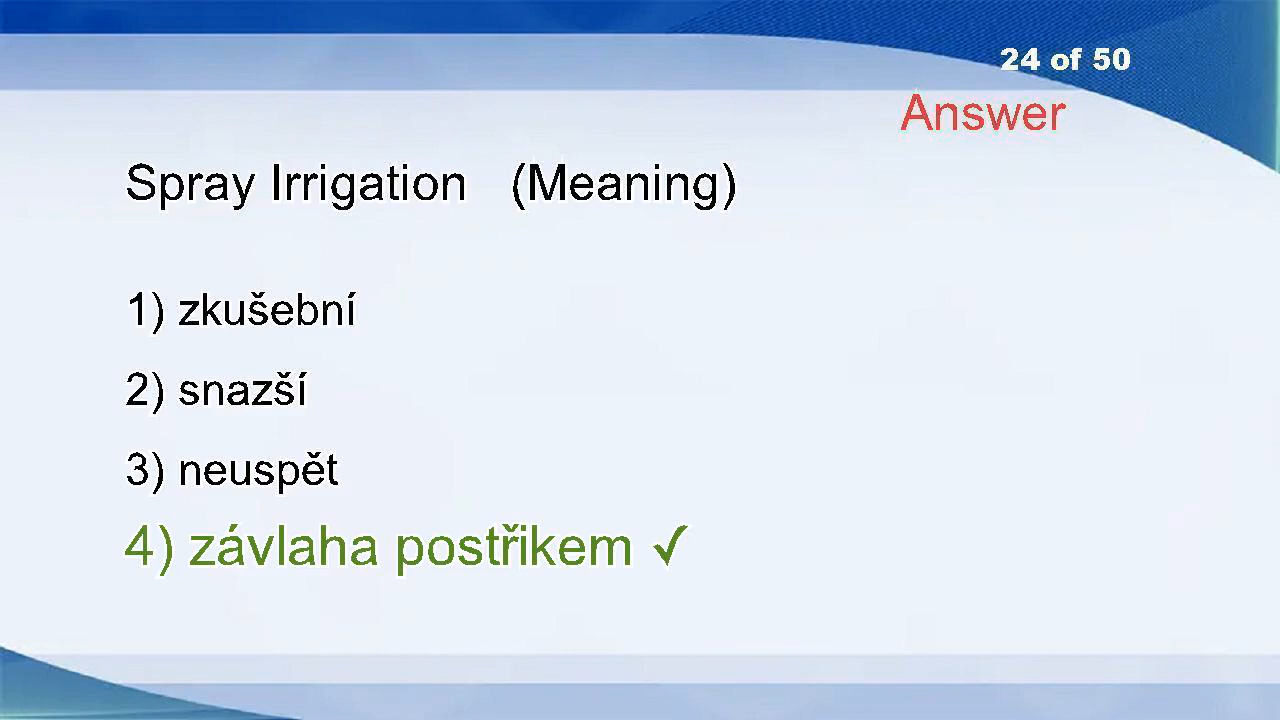 24 of 50
Answer
Spray Irrigation (Meaning)
1) zkušební
2) snazší
3) neuspět
4) závlaha postřikem ✓